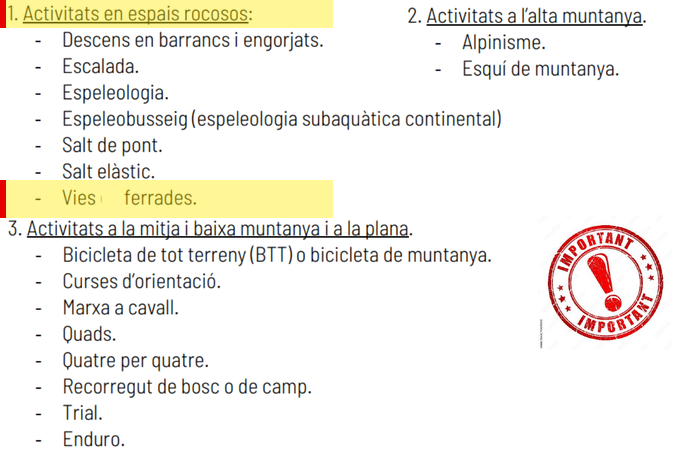 1. Activitats en espais rocosos:
- Descens en barrancs i engorjats.
- Escalada.
- Espeleologia.
- Espeleobusseig (espeleologia subaquàtica continental)
- Salt de pont.
- Salt elàstic.
- Vies ferrades.
2. Activitats a l’alta muntanya.
- Alpinisme.
- Esquí de muntanya.
3. Activitats a la mitja i baixa muntanya i a la plana.
- Bicicleta de tot terreny (BTT) o bicicleta de muntanya.
- Curses d’orientació.
- Marxa a cavall.
- Quads.
- Quatre per quatre.
- Recorregut de bosc o de camp.
- Trial.
- Enduro.
IMPORTANT
IMPORTANT